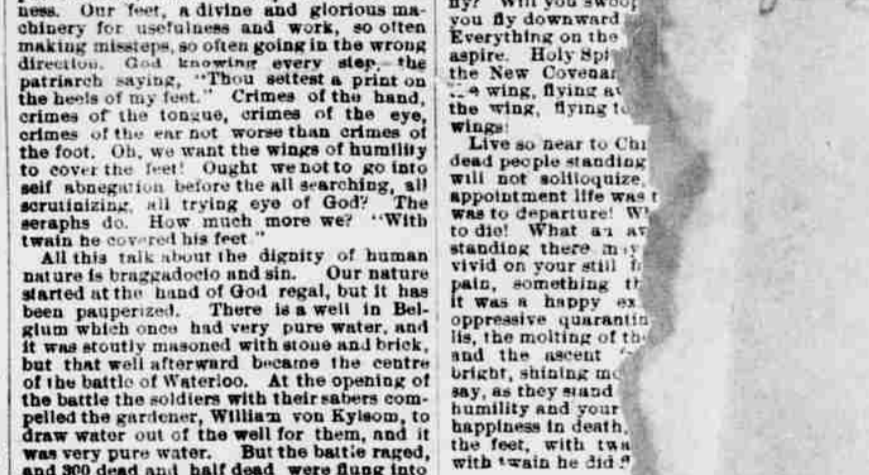 ness. Our feet, a divine and glorious ma-
chinery for usefulness and work, so often
making missteps, so often going in the wrong
direction. God knowing every step, the
patriarch saying, "Thou settest a print on
the heels of my feet." Crimes of the hand,
crimes of the tongue, crimes of the eye,
crimes of the ear not worse than crimes of
the foot. Oh, we want the wings of humility
to cover the feet! Ought we not to go into
self abnegation before the all searching, all
scrutinizing, all trying eye of God? The
seraphs do. How much more we? "With
twain he covered his feet"
All this talk about the dignity of human
nature is braggadocio and sin. Our nature
started at the hand of God regal, but it has
been pauperized. There is a well in Bel-
gium which once had very pure water, and
it was stoutly masoned with stone and brick,
but that well afterward became the centre
of the battle of Waterloo. At the opening of
the battle the soldiers with their sabers com-
pelled the gardener, William von Kylsom, to
draw water out of the well for them, and it
was very pure water. But the battle raged,
and 300 dead and half dead were flung into
fly? Will you swoop
you fly downward
Everything on the
aspire. Holy Spi
the New Covenan
wing, flying
the wing, flying to
wings!
Live so near to Ch
dead people standing
will not soliloquize,
appointment life was
was to departure!
to die! What
standing there
vivid on your still
pain, something
it was a happy ex
oppressive quarantin
lis, the molting of
and the ascent
bright, shining
say, as they stand
humility and your
happiness in death,
the feet, with twa
with twain he did